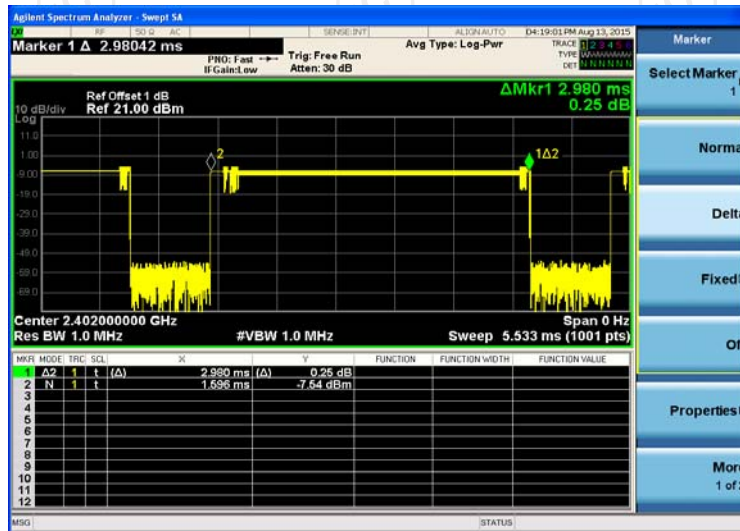 Agilent Spectrum Analyzer - Swept SA
RF 50 Ω AC SENSE:INT ALIGN AUTO 04:19:01 PM Aug 13, 2015
Marker 1 Δ 2.98042 ms
PNO: Fast
IFGain:Low
Trig: Free Run
Atten: 30 dB
Avg Type: Log-Pwr
TRACE 1 2 3 4 5 6
TYPE
DET N N N N N N
Ref Offset 1 dB
Ref 21.00 dBm
10 dB/div
Log
ΔMkr1 2.980 ms
0.25 dB
11.0
1.00
-9.00
-19.0
-29.0
-39.0
-49.0
-59.0
-69.0
2
1Δ2
Center 2.402000000 GHz
Span 0 Hz
Res BW 1.0 MHz
#VBW 1.0 MHz
Sweep 5.533 ms (1001 pts)
MKR MODE TRC SCL X Y FUNCTION FUNCTION WIDTH FUNCTION VALUE
1 Δ2 1 t (Δ) 2.980 ms (Δ) 0.25 dB
2 N 1 t 1.596 ms -7.54 dBm
3
4
5
6
7
8
9
10
11
12
MSG
STATUS
Marker
Select Marker
1
Norma
Delt
Fixed
Of
Properties
Mor
1 of